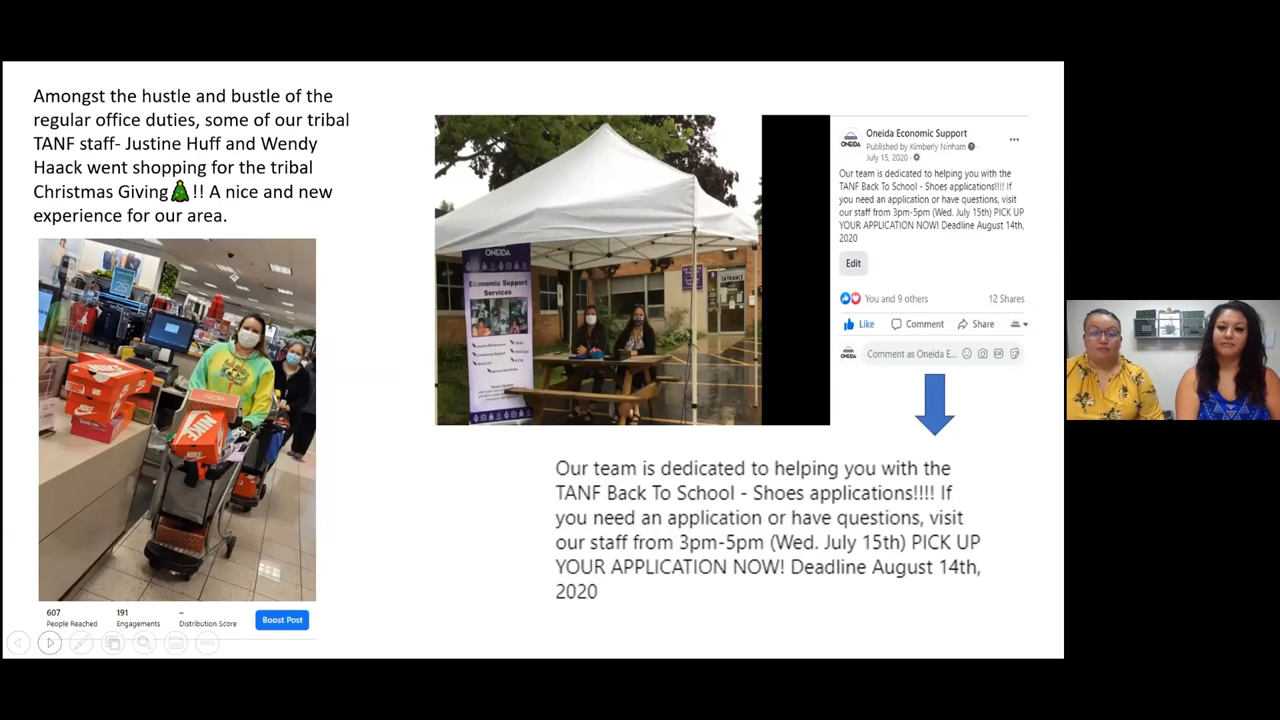 Amongst the hustle and bustle of the
regular office duties, some of our tribal
TANF staff- Justine Huff and Wendy
Haack went shopping for the tribal
Christmas Giving🎄!! A nice and new
experience for our area.
25
NIKE
NIKE
607
People Reached
191
Engagements
–
Distribution Score
Boost Post
ONEIDA
Economic Support
Services
ENTRANCE
ONEIDA
Oneida Economic Support
Published by Kimberly Ninham
July 15, 2020 ·
Our team is dedicated to helping you with the
TANF Back To School - Shoes applications!!!! If
you need an application or have questions, visit
our staff from 3pm-5pm (Wed. July 15th) PICK UP
YOUR APPLICATION NOW! Deadline August 14th,
2020
Edit
You and 9 others
12 Shares
Like
Comment
Share
Comment as Oneida E...
Our team is dedicated to helping you with the
TANF Back To School - Shoes applications!!!! If
you need an application or have questions, visit
our staff from 3pm-5pm (Wed. July 15th) PICK UP
YOUR APPLICATION NOW! Deadline August 14th,
2020